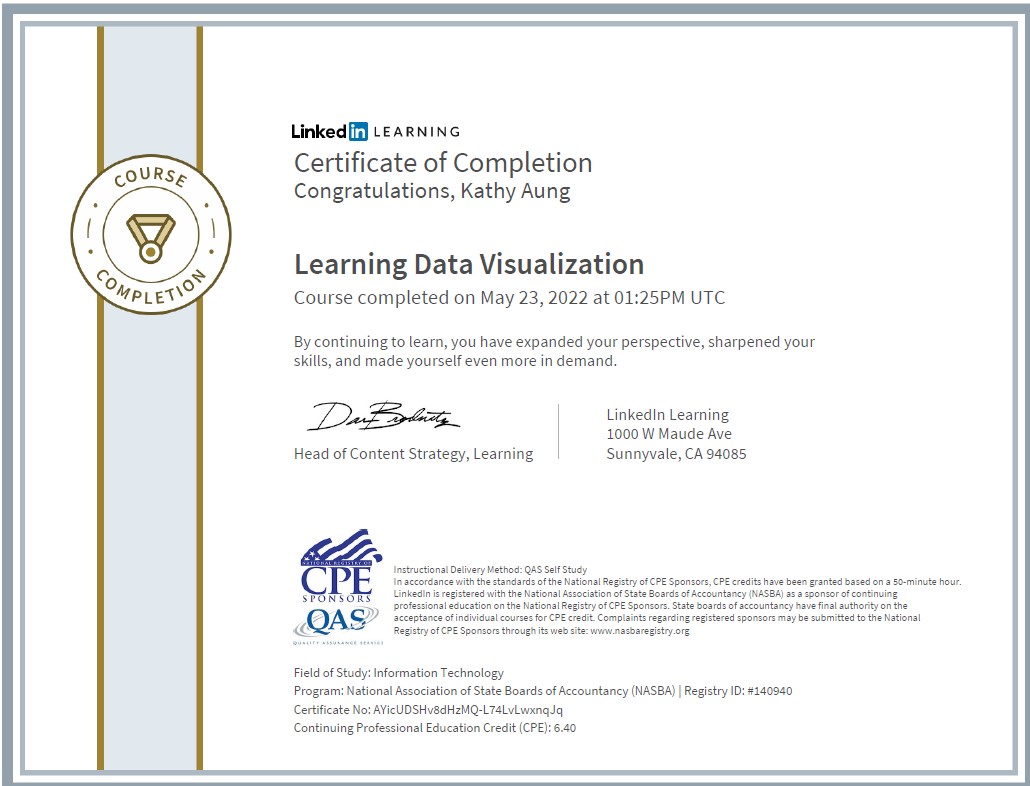 COURSE
COMPLETION
Linked in LEARNING
Certificate of Completion
Congratulations, Kathy Aung
Learning Data Visualization
Course completed on May 23, 2022 at 01:25PM UTC
By continuing to learn, you have expanded your perspective, sharpened your
skills, and made yourself even more in demand.
Head of Content Strategy, Learning
LinkedIn Learning
1000 W Maude Ave
Sunnyvale, CA 94085
NATIONAL REGISTRY OF
CPE
SPONSORS
QAS
QUALITY ASSURANCE SERVICE
Instructional Delivery Method: QAS Self Study
In accordance with the standards of the National Registry of CPE Sponsors, CPE credits have been granted based on a 50-minute hour.
LinkedIn is registered with the National Association of State Boards of Accountancy (NASBA) as a sponsor of continuing
professional education on the National Registry of CPE Sponsors. State boards of accountancy have final authority on the
acceptance of individual courses for CPE credit. Complaints regarding registered sponsors may be submitted to the National
Registry of CPE Sponsors through its web site: www.nasbaregistry.org
Field of Study: Information Technology
Program: National Association of State Boards of Accountancy (NASBA) | Registry ID: #140940
Certificate No: AYicUDSHv8dHzMQ-L74LvLwxnqJq
Continuing Professional Education Credit (CPE): 6.40